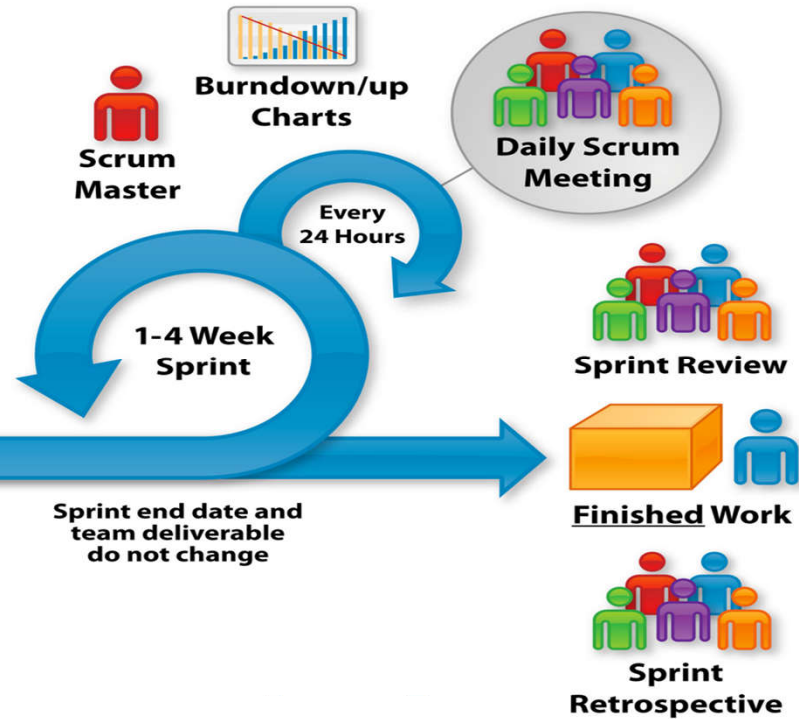 Burndown/up
Charts
Scrum
Master
Daily Scrum
Meeting
Every
24 Hours
1-4 Week
Sprint
Sprint Review
Finished Work
Sprint end date and
team deliverable
do not change
Sprint
Retrospective